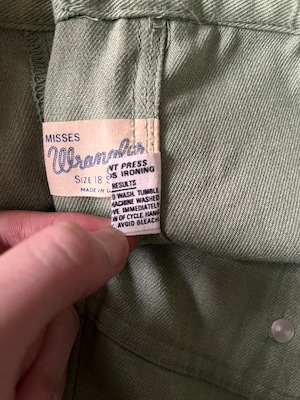 MISSES
Wrangler
SIZE 18
MADE IN U
NT PRESS
S IRONING
RESULTS
WASH. TUMBLE
MACHINE WASHED
VE IMMEDIATELY
N OF CYCLE. HANG
AVOID BLEACH